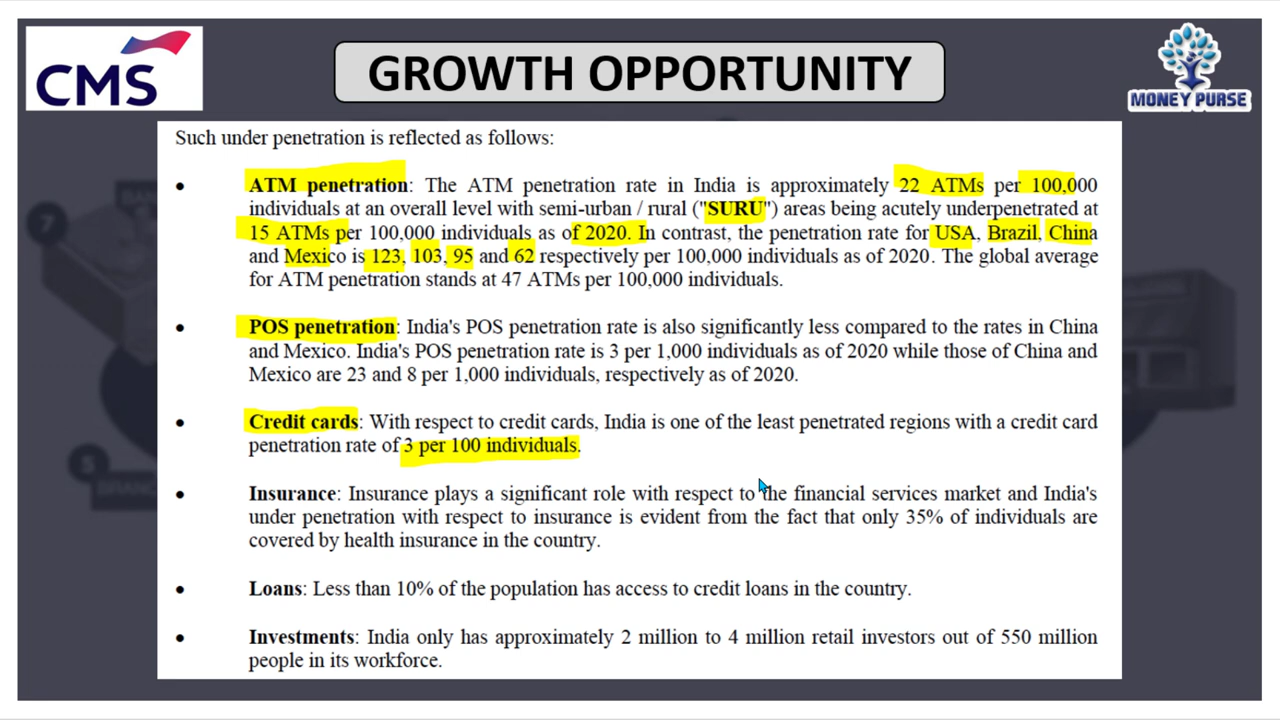 CMS
GROWTH OPPORTUNITY
MONEY PURSE
Such under penetration is reflected as follows:
• ATM penetration: The ATM penetration rate in India is approximately 22 ATMs per 100,000
individuals at an overall level with semi-urban / rural ("SURU") areas being acutely underpenetrated at
15 ATMs per 100,000 individuals as of 2020. In contrast, the penetration rate for USA, Brazil, China
and Mexico is 123, 103, 95 and 62 respectively per 100,000 individuals as of 2020. The global average
for ATM penetration stands at 47 ATMs per 100,000 individuals.
• POS penetration: India's POS penetration rate is also significantly less compared to the rates in China
and Mexico. India's POS penetration rate is 3 per 1,000 individuals as of 2020 while those of China and
Mexico are 23 and 8 per 1,000 individuals, respectively as of 2020.
• Credit cards: With respect to credit cards, India is one of the least penetrated regions with a credit card
penetration rate of 3 per 100 individuals.
• Insurance: Insurance plays a significant role with respect to the financial services market and India's
under penetration with respect to insurance is evident from the fact that only 35% of individuals are
covered by health insurance in the country.
• Loans: Less than 10% of the population has access to credit loans in the country.
• Investments: India only has approximately 2 million to 4 million retail investors out of 550 million
people in its workforce.
7
5